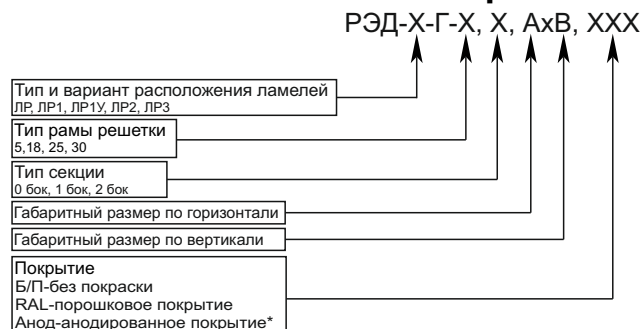 РЭД-Х-Г-Х, Х, АхВ, ХХХ
Тип и вариант расположения ламелей
ЛР, ЛР1, ЛР1У, ЛР2, ЛР3
Тип рамы решетки
5,18, 25, 30
Тип секции
0 бок, 1 бок, 2 бок
Габаритный размер по горизонтали
Габаритный размер по вертикали
Покрытие
Б/П-без покраски
RAL-порошковое покрытие
Анод-анодированное покрытие*